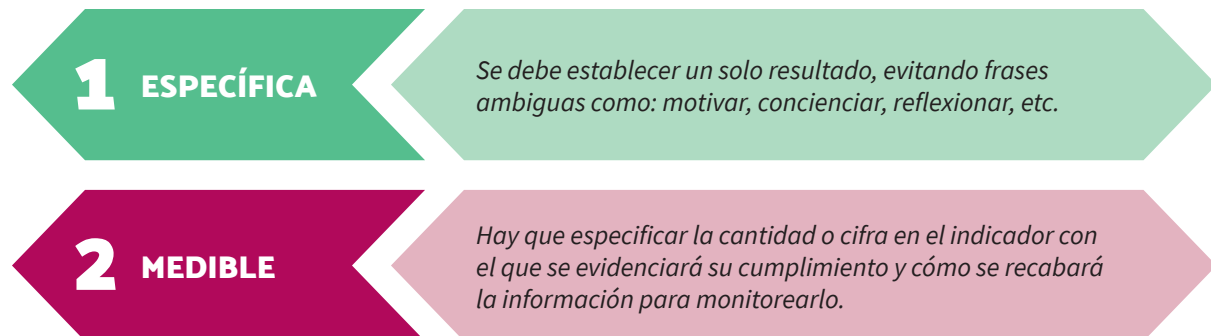 1 ESPECÍFICA
Se debe establecer un solo resultado, evitando frases
ambiguas como: motivar, concienciar, reflexionar, etc.
2 MEDIBLE
Hay que especificar la cantidad o cifra en el indicador con
el que se evidenciará su cumplimiento y cómo se recabará
la información para monitorearlo.